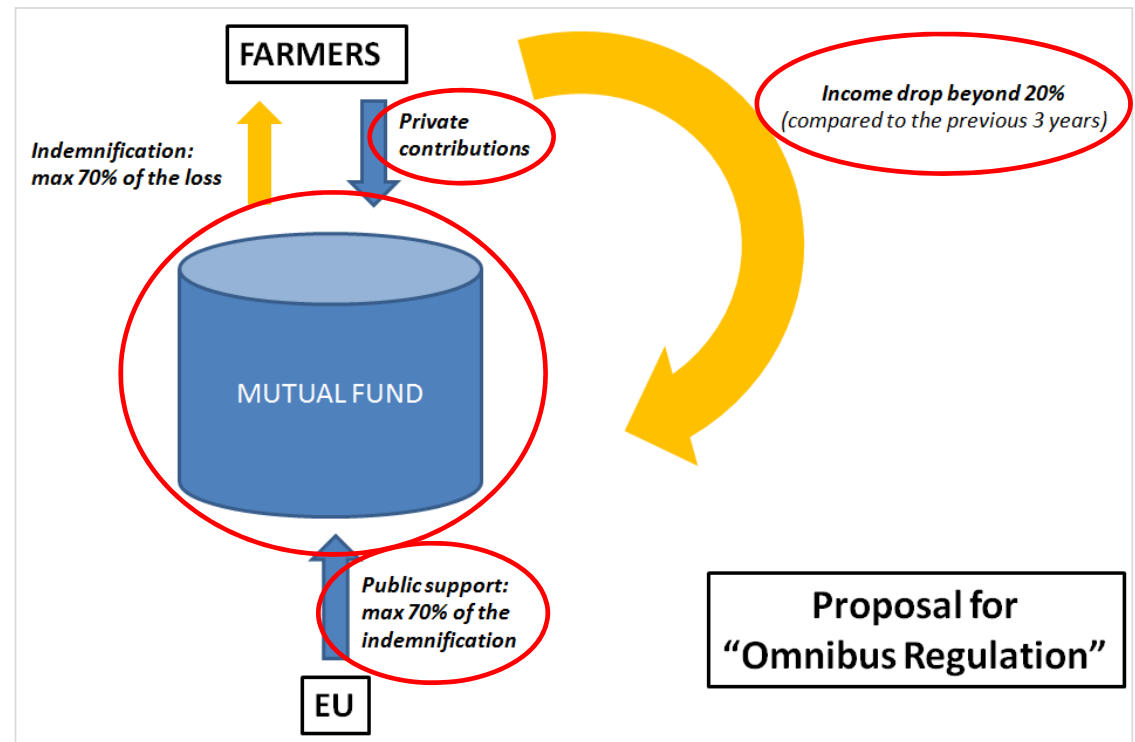 FARMERS
Income drop beyond 20%
(compared to the previous 3 years)
Private
contributions
Indemnification:
max 70% of the loss
MUTUAL FUND
Public support:
max 70% of the
indemnification
Proposal for
“Omnibus Regulation”
EU